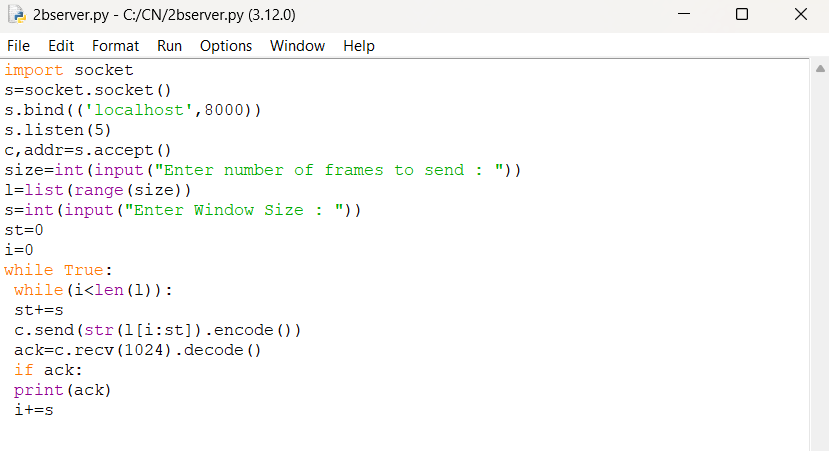 2bserver.py - C:/CN/2bserver.py (3.12.0)
File Edit Format Run Options Window Help
import socket
s=socket.socket()
s.bind(('localhost',8000))
s.listen(5)
c,addr=s.accept()
size=int(input("Enter number of frames to send : "))
l=list(range(size))
s=int(input("Enter Window Size : "))
st=0
i=0
while True:
 while(i<len(l)):
 st+=s
 c.send(str(l[i:st]).encode())
 ack=c.recv(1024).decode()
 if ack:
 print(ack)
 i+=s